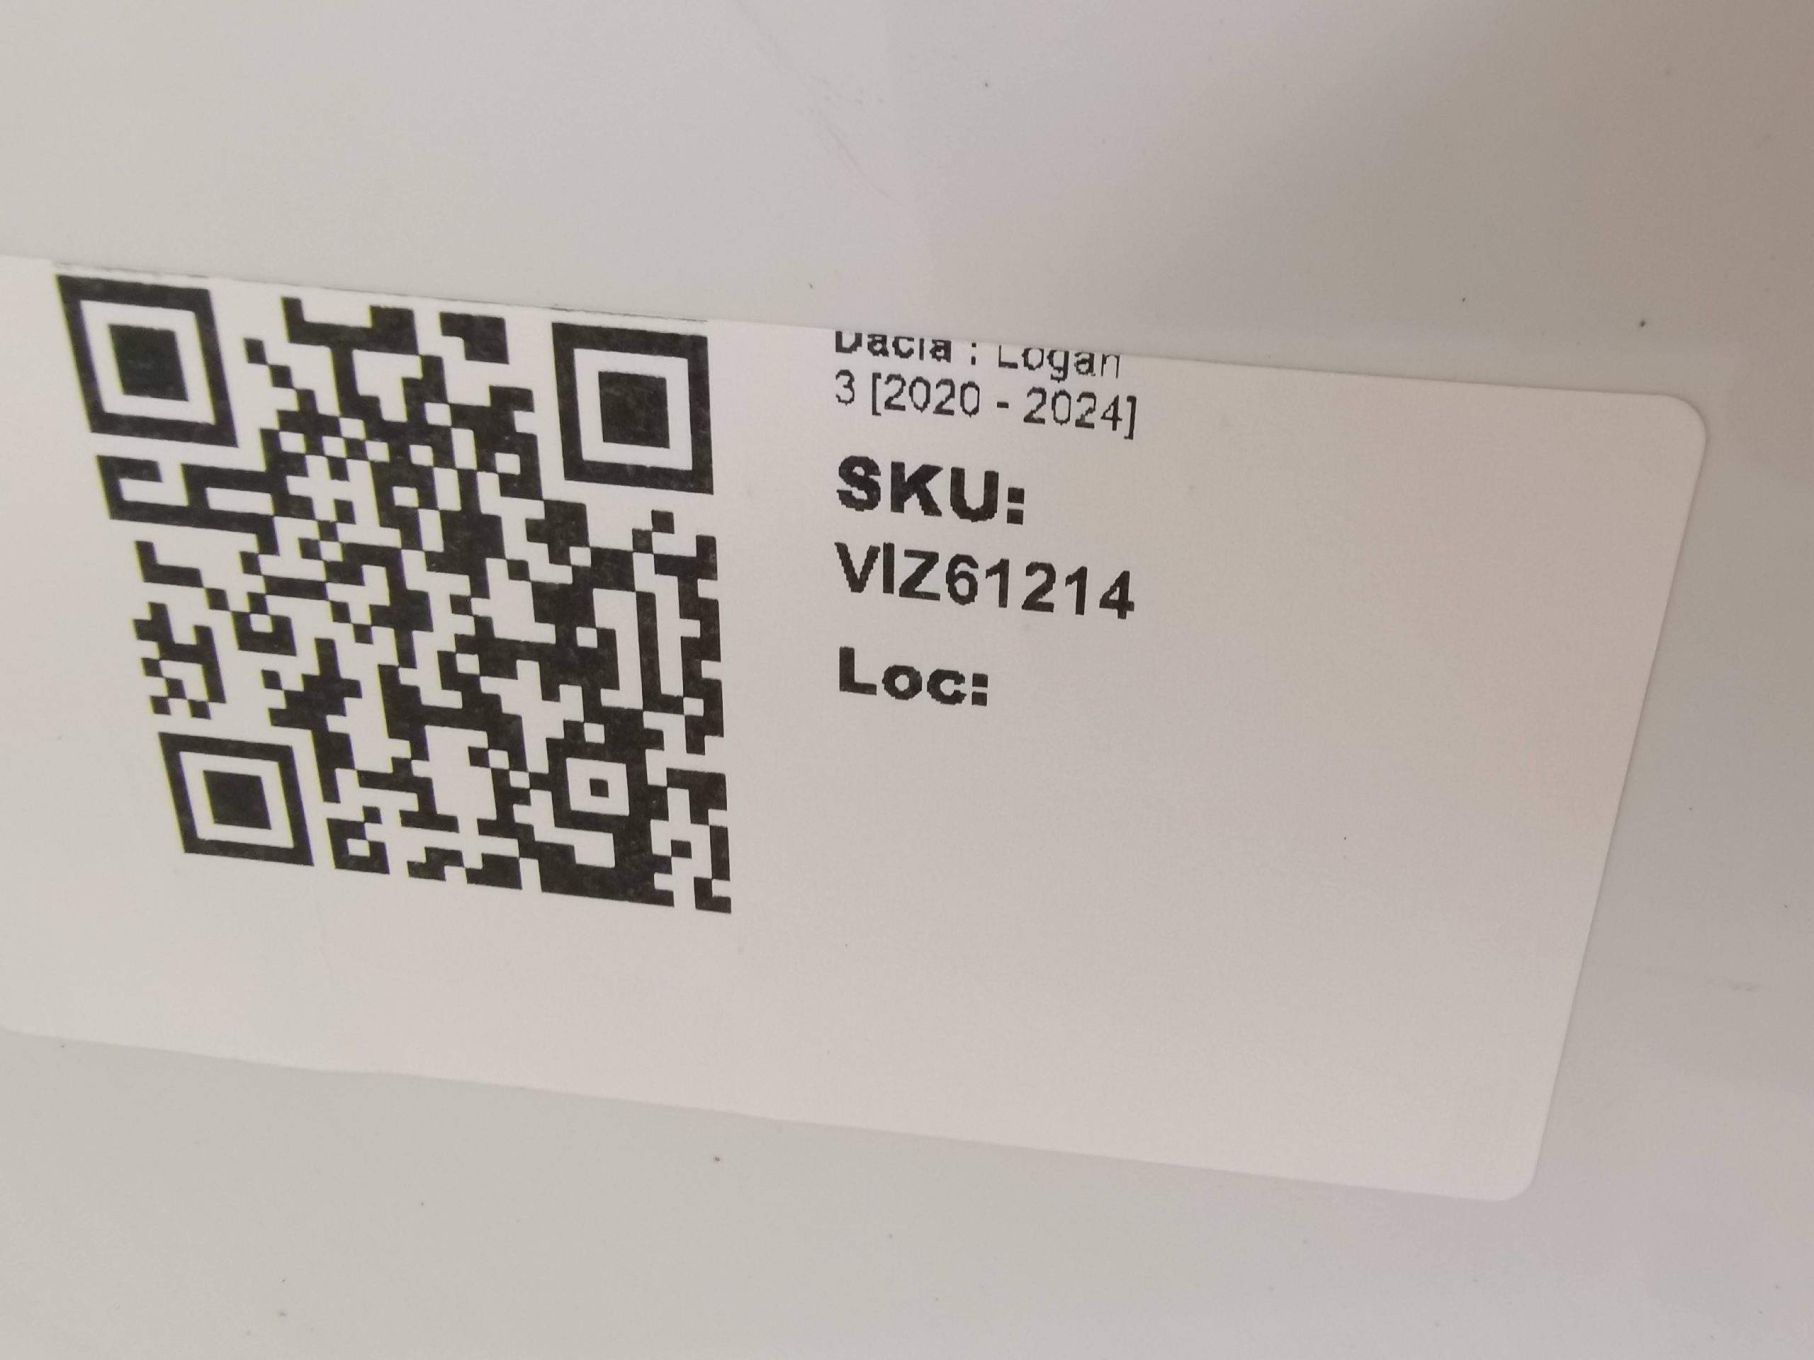 Dacia : Logan
3 [2020 - 2024]
SKU:
VIZ61214
Loc: